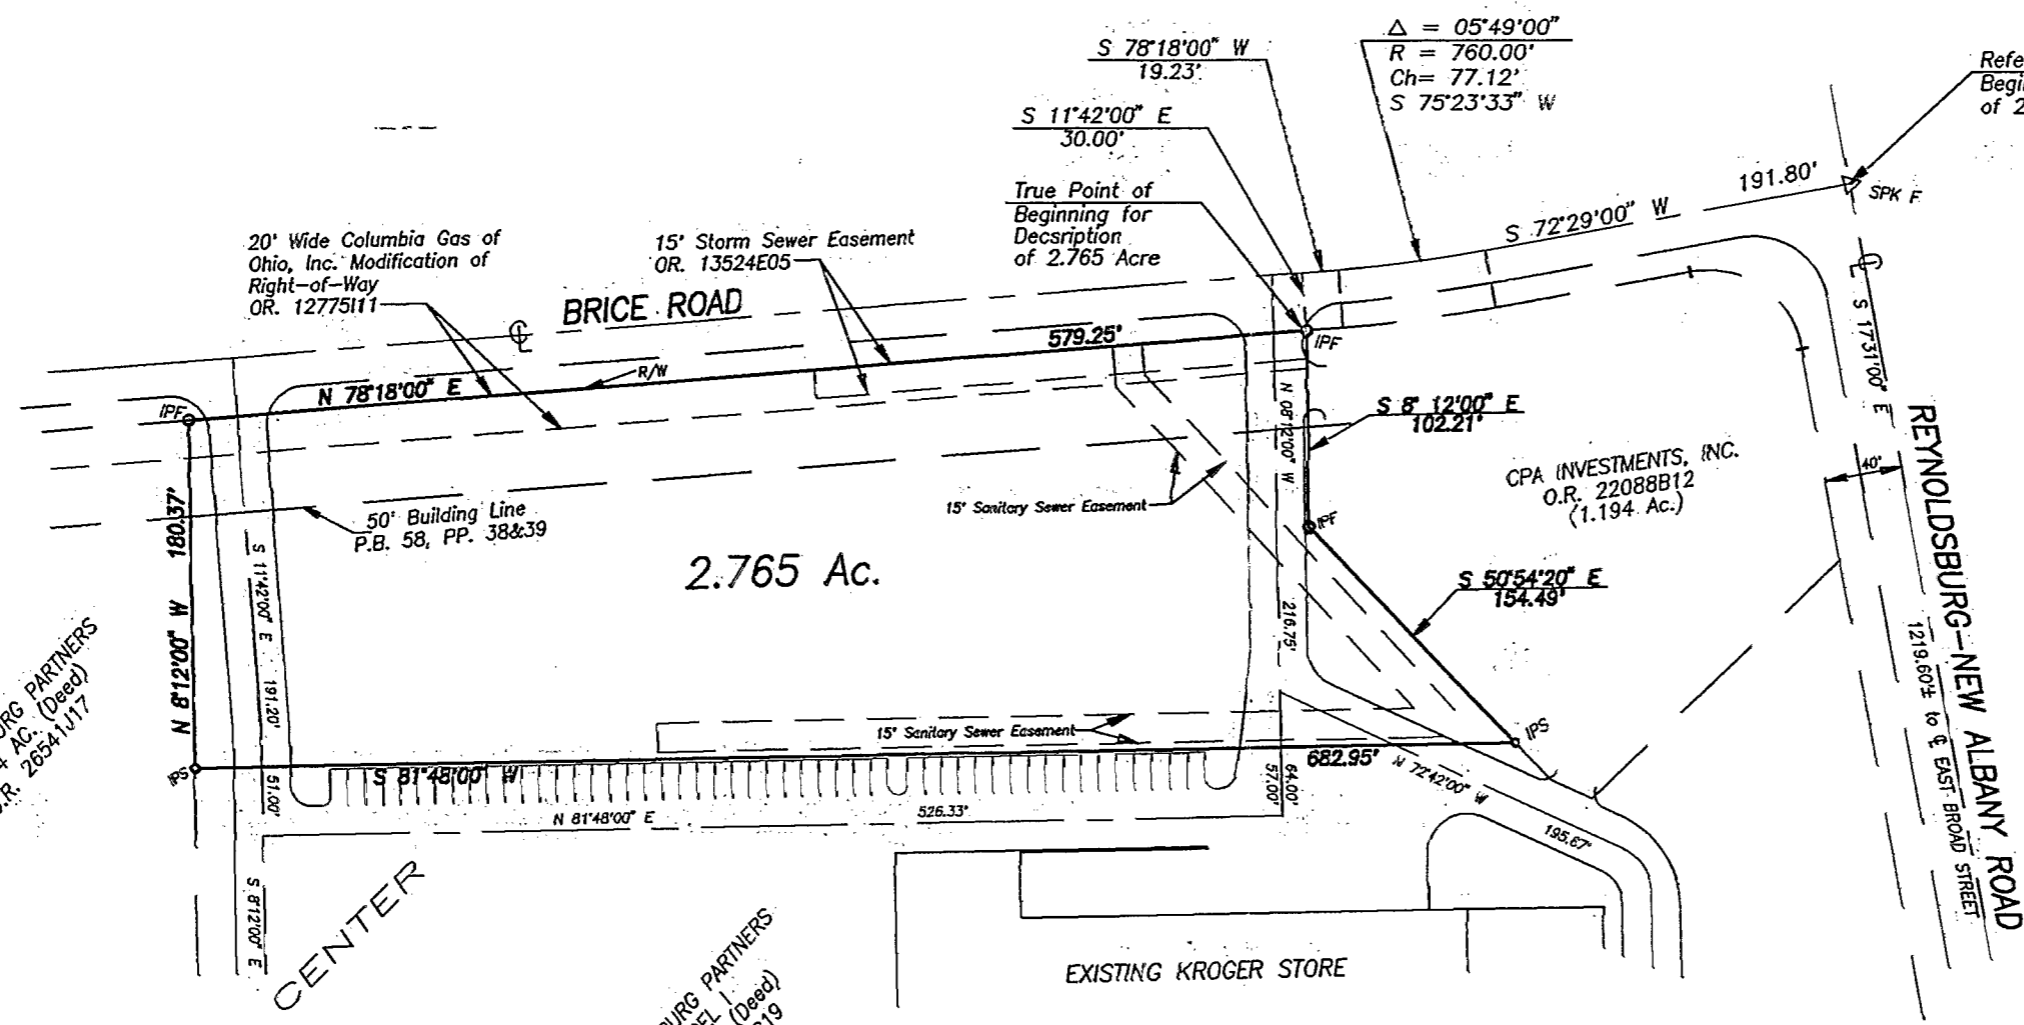 Δ = 05°49'00"
R = 760.00'
Ch= 77.12'
S 75°23'33" W
S 78°18'00" W
19.23'
S 11°42'00" E
30.00'
True Point of
Beginning for
Decsription
of 2.765 Acre
of 2
191.80'
SPK F
S 72°29'00" W
20' Wide Columbia Gas of
Ohio, Inc. Modification of
Right-of-Way
OR. 12775I11
15' Storm Sewer Easement
OR. 13524E05
BRICE ROAD
℄
579.25'
IPF
R/W
N 78°18'00" E
IPF
℄
S 17°31'00" E
N 08°12'00" W
S 8° 12'00" E
102.21'
CPA INVESTMENTS, INC.
O.R. 22088B12
(1.194 Ac.)
40'
REYNOLDSBURG-NEW ALBANY ROAD
1219.60'± to ℄ EAST BROAD STREET
180.37'
N 8°12'00" W
50' Building Line
P.B. 58, PP. 38&39
15' Sanitary Sewer Easement
IPF
2.765 Ac.
S 11°42'00" E
191.20'
S 50°54'20" E
154.49'
216.75'
PARTNERS
AC. (Deed)
26541J17
15' Sanitary Sewer Easement
IPS
IPS
S 81°48'00" W
682.95'
51.00'
64.00'
57.00'
N 72°42'00" W
195.67'
N 81°48'00" E
526.33'
S 8°12'00" E
CENTER
PARTNERS
(Deed)
EXISTING KROGER STORE